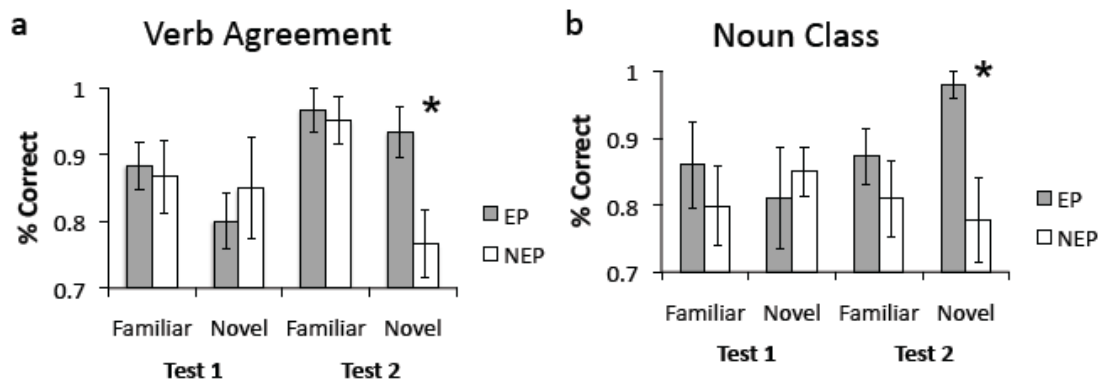 a
Verb Agreement
% Correct
1
0.9
0.8
0.7
*
EP
NEP
Familiar Novel Familiar Novel
Test 1 Test 2
b
Noun Class
% Correct
1
0.9
0.8
0.7
*
EP
NEP
Familiar Novel Familiar Novel
Test 1 Test 2